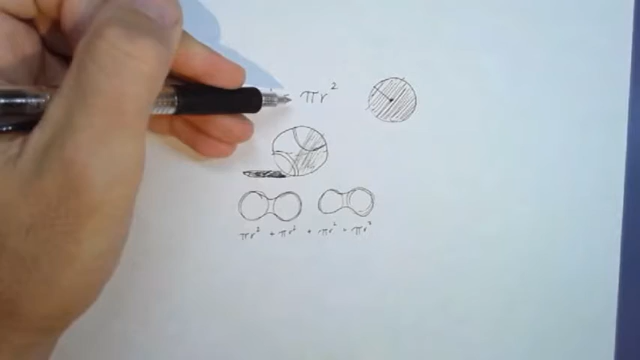 πr²
πr² + πr² + πr² + πr²